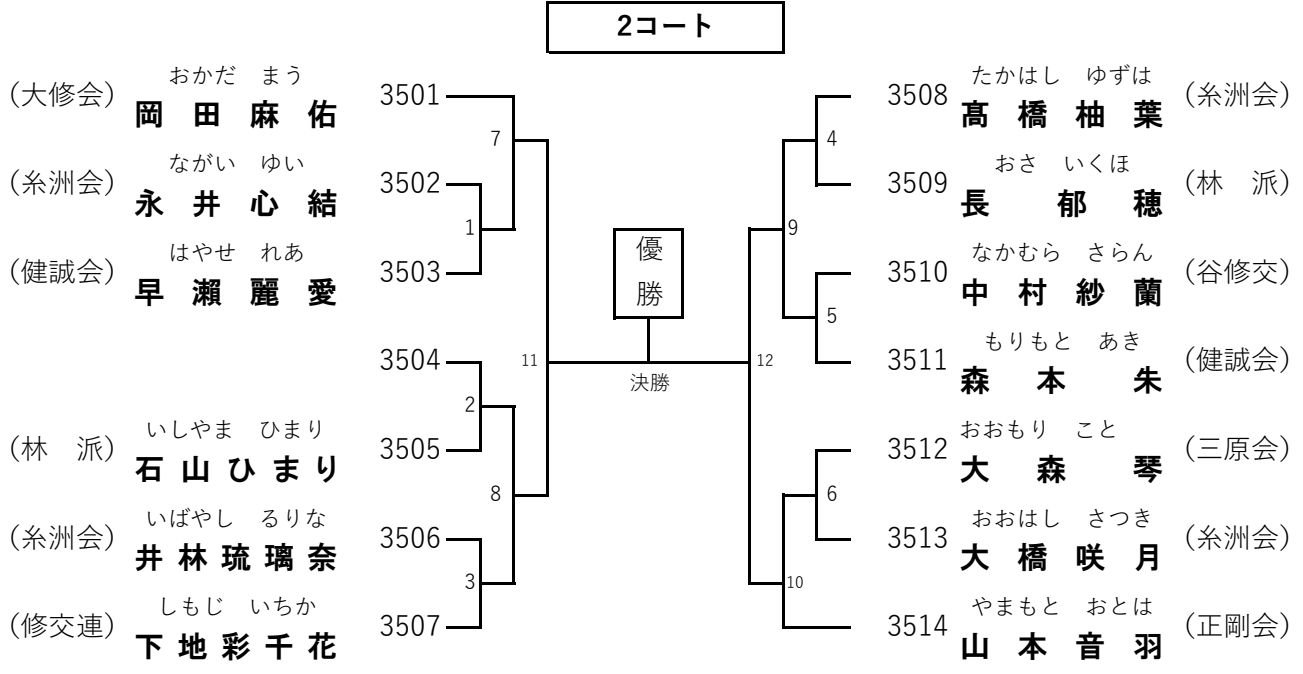 2コート
おかだ　まう
(大修会) 岡田麻佑 3501
ながい　ゆい
(糸洲会) 永井心結 3502
はやせ　れあ
(健誠会) 早瀬麗愛 3503
3504
いしやま　ひまり
(林　派) 石山ひまり 3505
いばやし　るりな
(糸洲会) 井林琉璃奈 3506
しもじ　いちか
(修交連) 下地彩千花 3507
7
1
2
8
3
11
優
勝
決勝
12
4
9
5
6
10
たかはし　ゆずは
3508 髙橋柚葉 (糸洲会)
おさ　いくほ
3509 長郁穂 (林　派)
なかむら　さらん
3510 中村紗蘭 (谷修交)
もりもと　あき
3511 森本朱 (健誠会)
おおもり　こと
3512 大森琴 (三原会)
おおはし　さつき
3513 大橋咲月 (糸洲会)
やまもと　おとは
3514 山本音羽 (正剛会)